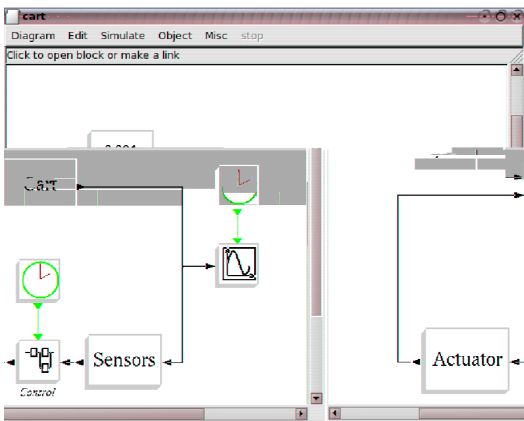 cart
Diagram Edit Simulate Object Misc stop
Click to open block or make a link
Cart
Sensors
Actuator
Control